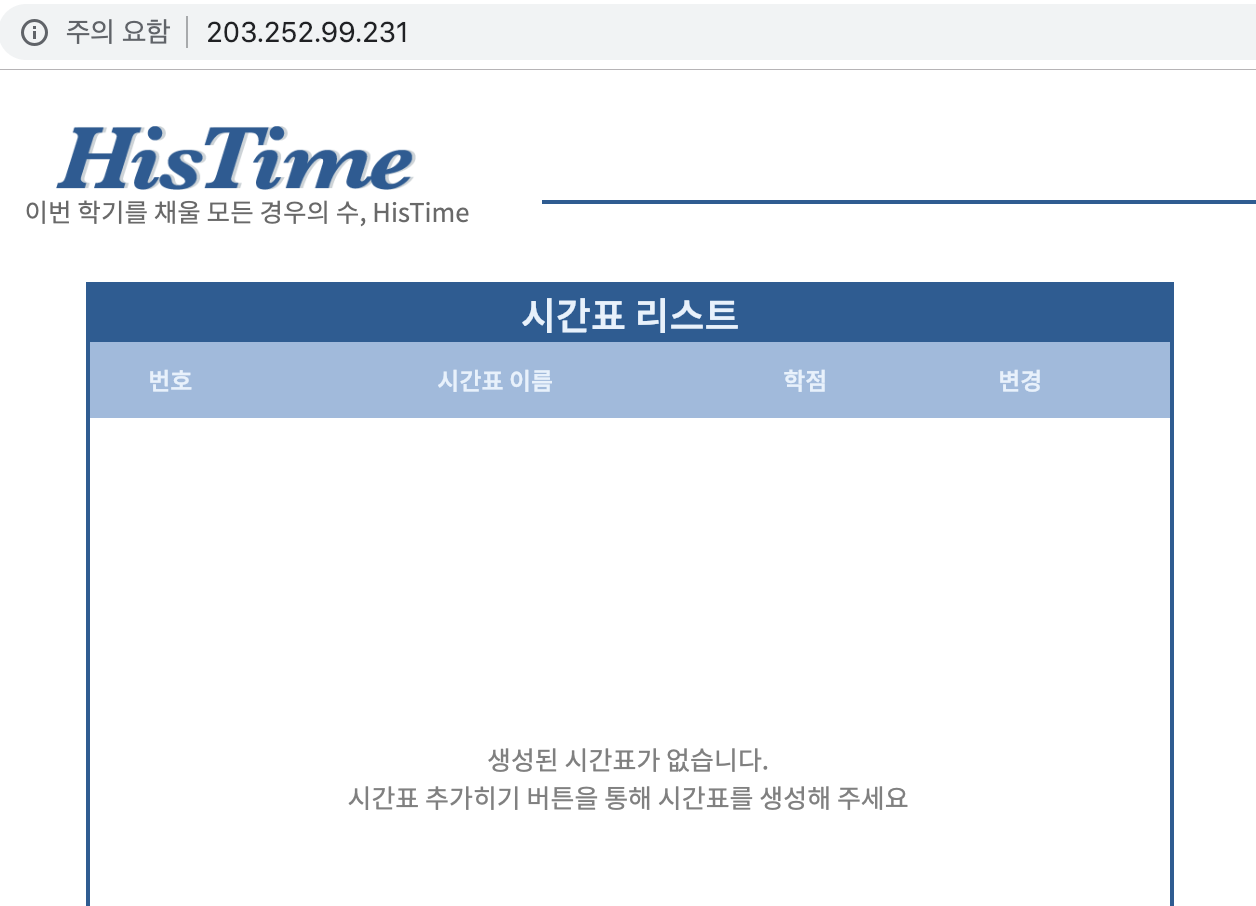 주의 요함 203.252.99.231
HisTime
이번 학기를 채울 모든 경우의 수, HisTime
시간표 리스트
번호 시간표 이름 학점 변경
생성된 시간표가 없습니다.
시간표 추가히기 버튼을 통해 시간표를 생성해 주세요